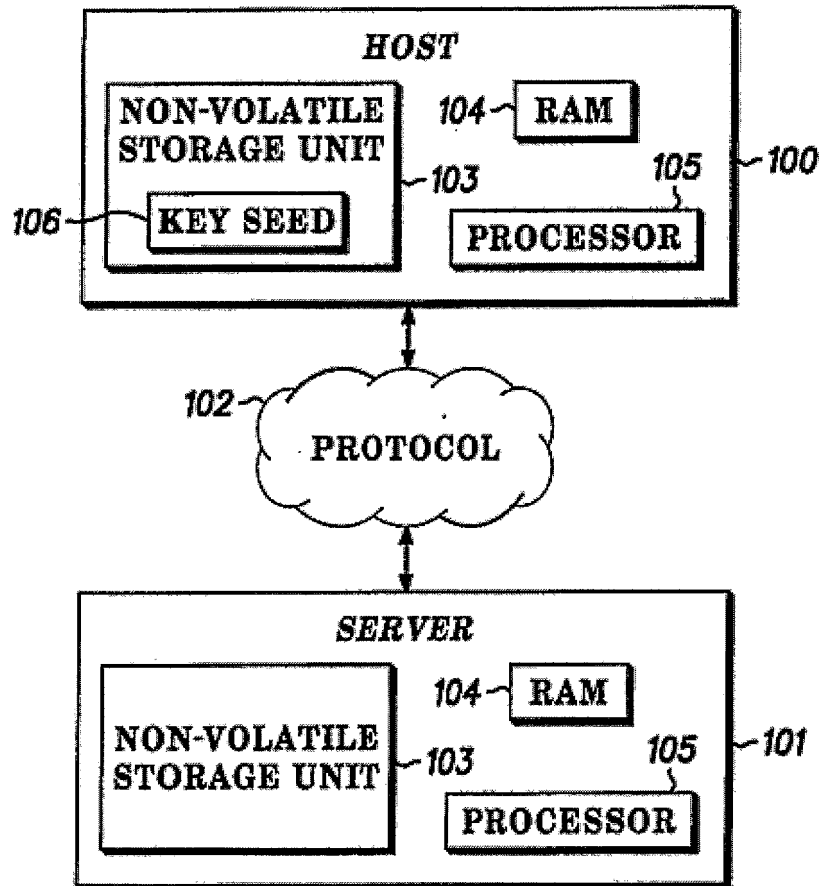 HOST
NON-VOLATILE
STORAGE UNIT
103
106
KEY SEED
104
RAM
105
PROCESSOR
100
102
PROTOCOL
SERVER
NON-VOLATILE
STORAGE UNIT
103
104
RAM
105
PROCESSOR
101